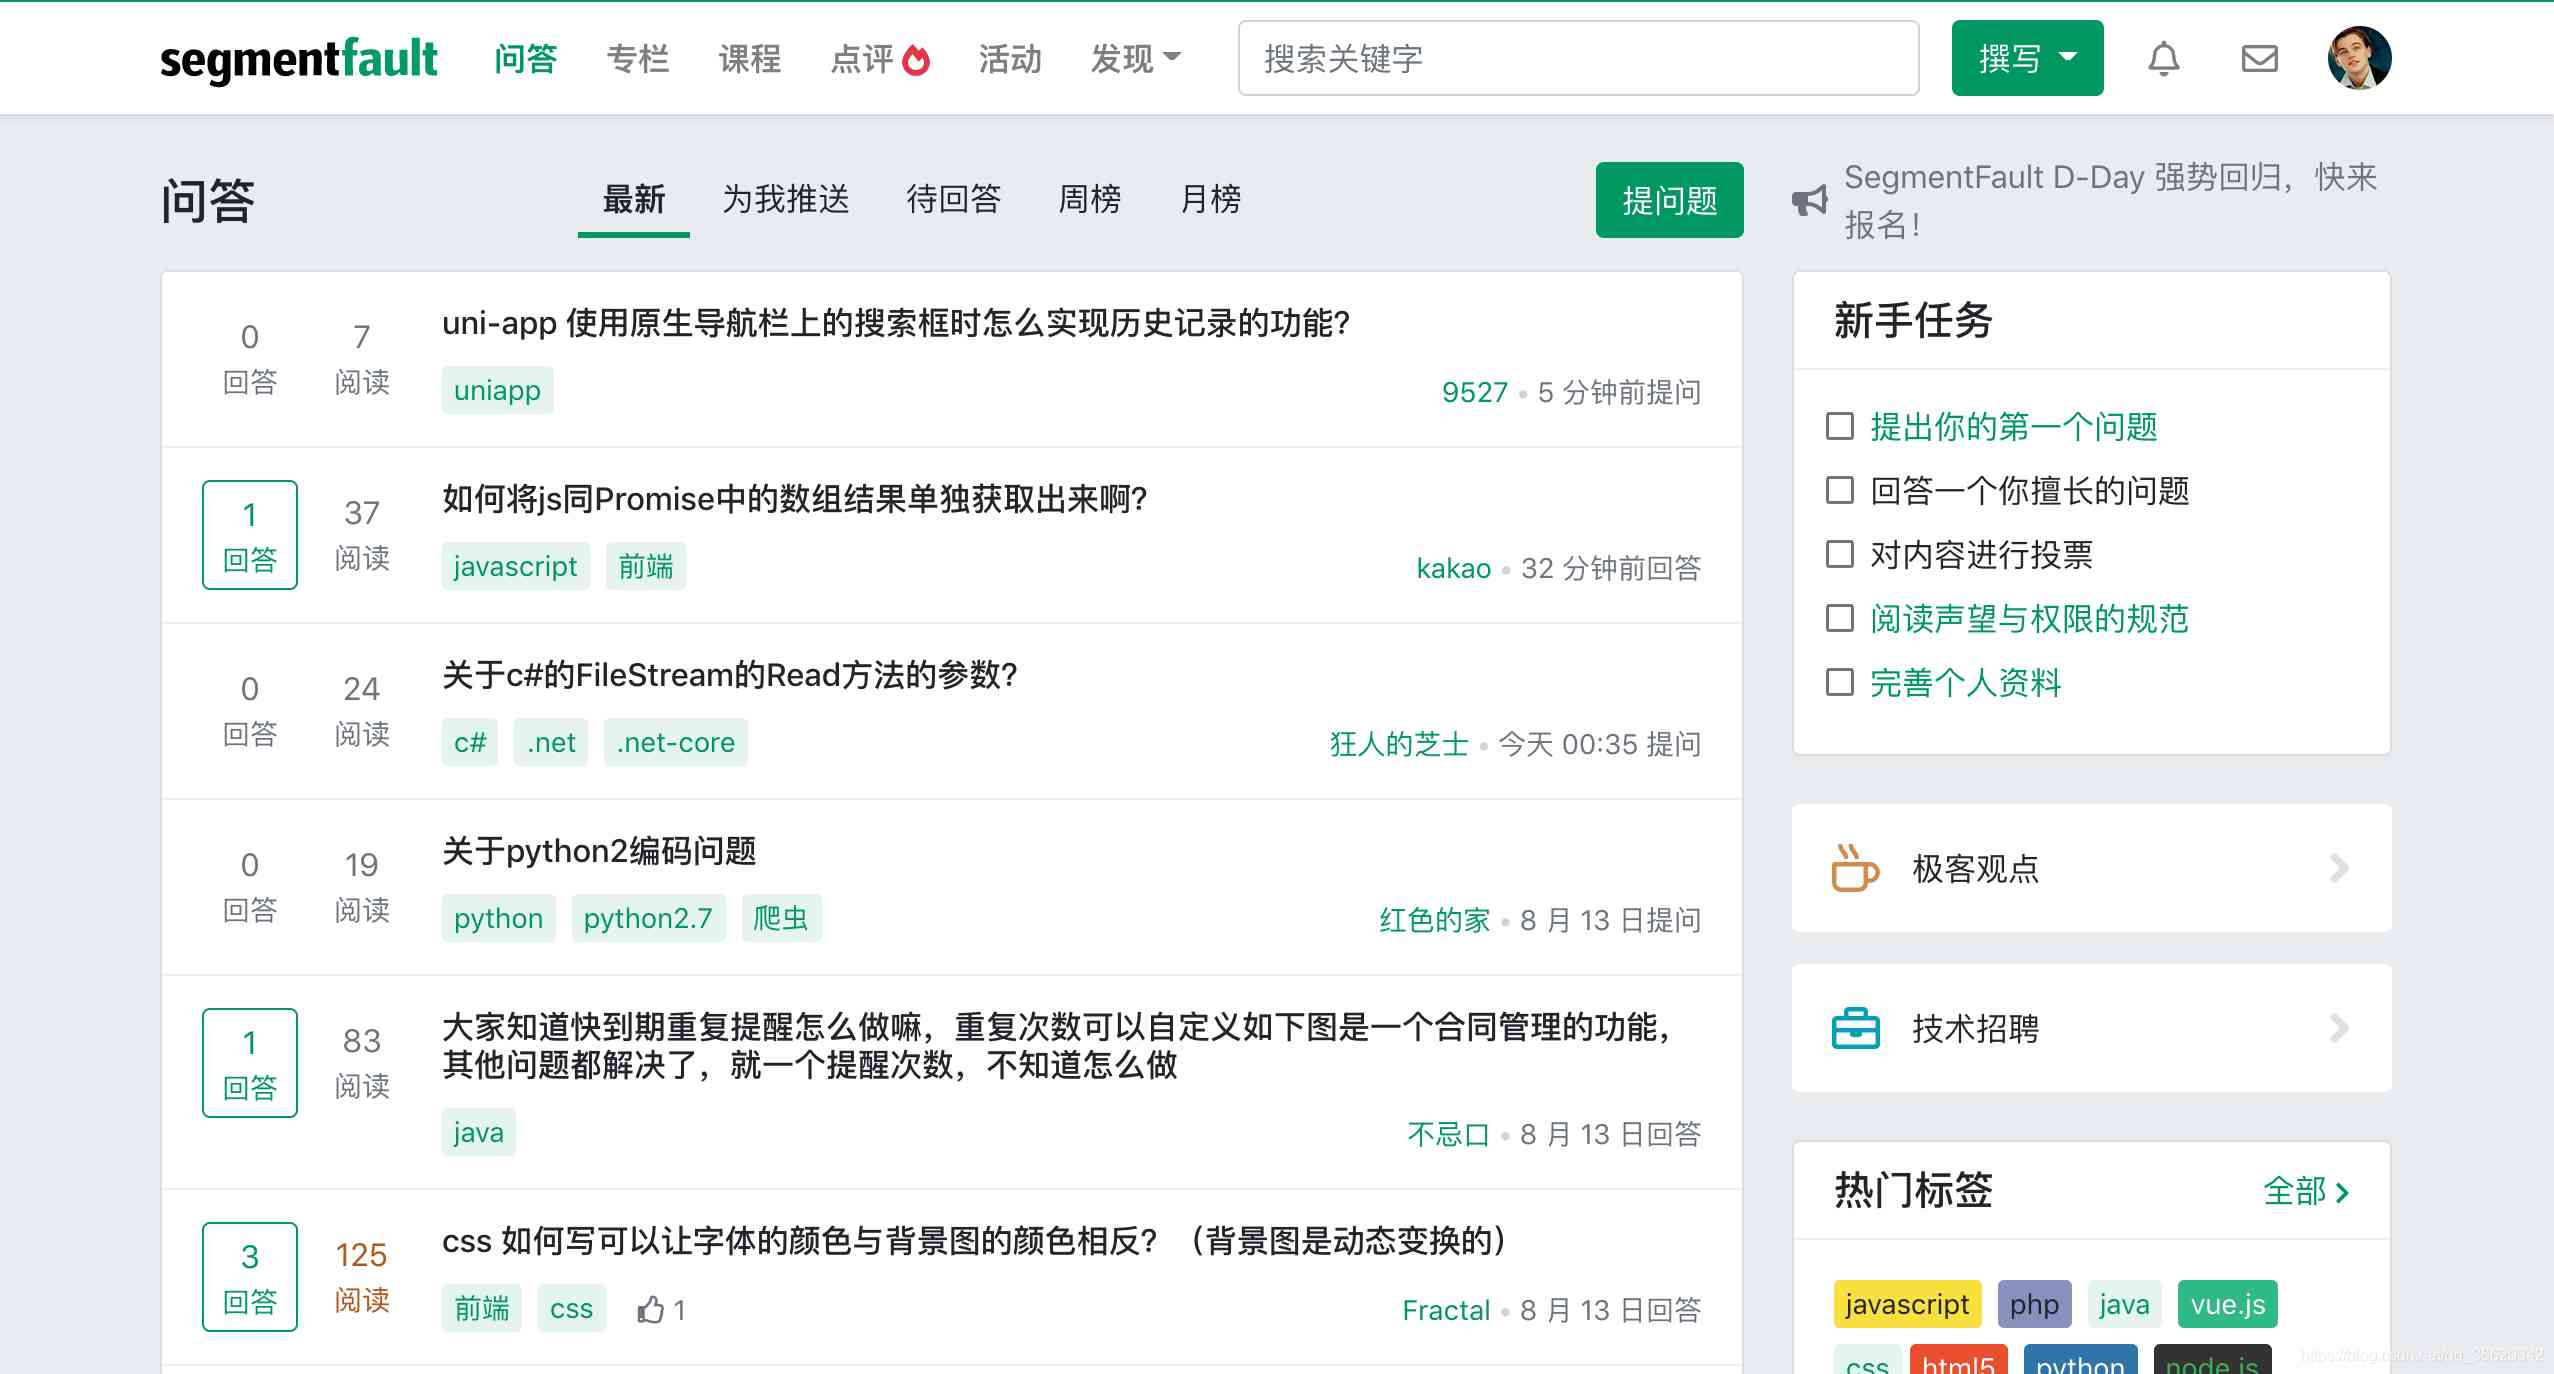 segmentfault 问答 专栏 课程 点评 活动 发现 搜索关键字 撰写
问答 最新 为我推送 待回答 周榜 月榜 提问题
SegmentFault D-Day 强势回归，快来
报名！
0 回答 7 阅读
uni-app 使用原生导航栏上的搜索框时怎么实现历史记录的功能?
uniapp 9527 • 5 分钟前提问
1 回答 37 阅读
如何将js同Promise中的数组结果单独获取出来啊?
javascript 前端 kakao • 32 分钟前回答
0 回答 24 阅读
关于c#的FileStream的Read方法的参数?
c# .net .net-core 狂人的芝士 • 今天 00:35 提问
0 回答 19 阅读
关于python2编码问题
python python2.7 爬虫 红色的家 • 8 月 13 日提问
1 回答 83 阅读
大家知道快到期重复提醒怎么做嘛，重复次数可以自定义如下图是一个合同管理的功能，
其他问题都解决了，就一个提醒次数，不知道怎么做
java 不忌口 • 8 月 13 日回答
3 回答 125 阅读
css 如何写可以让字体的颜色与背景图的颜色相反？（背景图是动态变换的）
前端 css 1 Fractal • 8 月 13 日回答
新手任务
提出你的第一个问题
回答一个你擅长的问题
对内容进行投票
阅读声望与权限的规范
完善个人资料
极客观点
技术招聘
热门标签 全部
javascript php java vue.js
css html5 python node.js